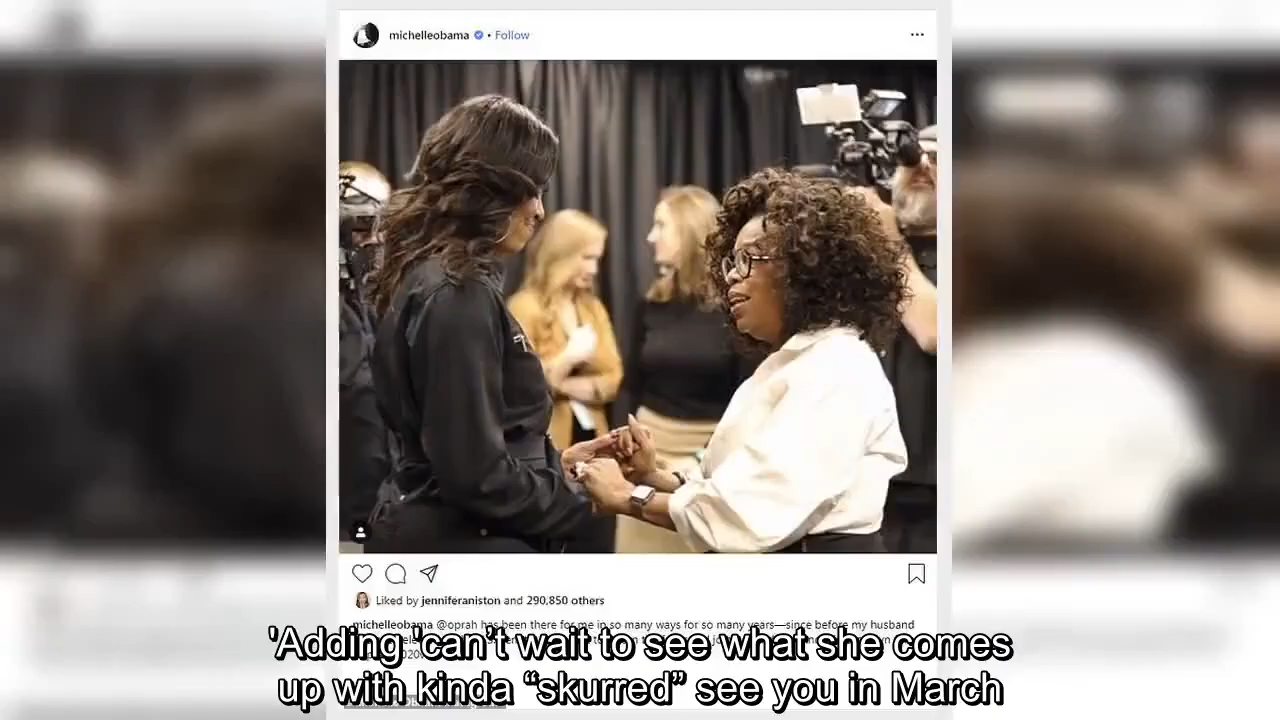 michelleobama • Follow
Liked by jenniferaniston and 290,850 others
michelleobama @oprah has been there for me in so many ways for so many years—since before my husband
'Adding 'can't wait to see what she comes
up with kinda “skurred” see you in March